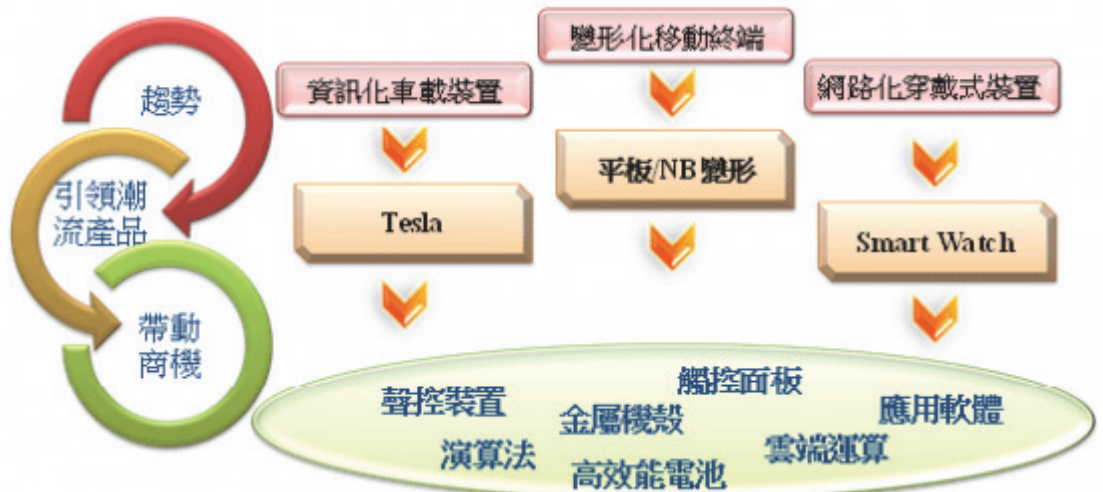 趨勢
引領潮
流產品
帶動
商機
變形化移動終端
資訊化車載裝置
網路化穿戴式裝置
平板/NB 變形
Tesla
Smart Watch
聲控裝置
觸控面板
金屬機殼
應用軟體
演算法
雲端運算
高效能電池